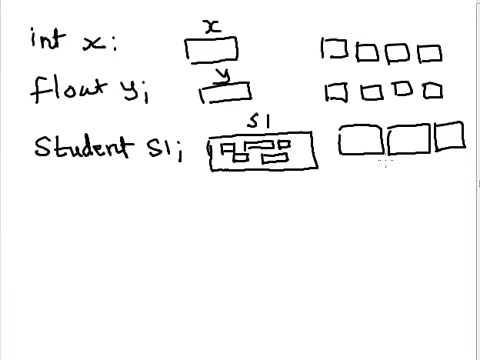 int x: x
float y; y
Student S1; S1